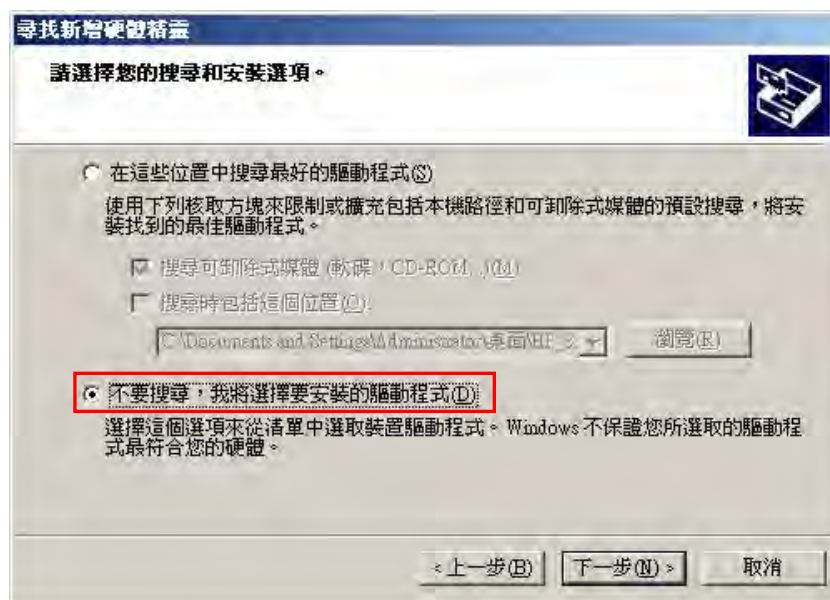 尋找新增硬體精靈
請選擇您的搜尋和安裝選項。
在這些位置中搜尋最好的驅動程式(S)
使用下列核取方塊來限制或擴充包括本機路徑和可卸除式媒體的預設搜尋，將安
裝找到的最佳驅動程式。
搜尋可卸除式媒體 (軟碟，CD-ROM...)(M)
搜尋時包括這個位置(O):
C:\Documents and Settings\Administrator\桌面\HF
瀏覽(R)
不要搜尋，我將選擇要安裝的驅動程式(D)
選擇這個選項來從清單中選取裝置驅動程式。Windows 不保證您所選取的驅動程
式最符合您的硬體。
<上一步(B)
下一步(N)>
取消